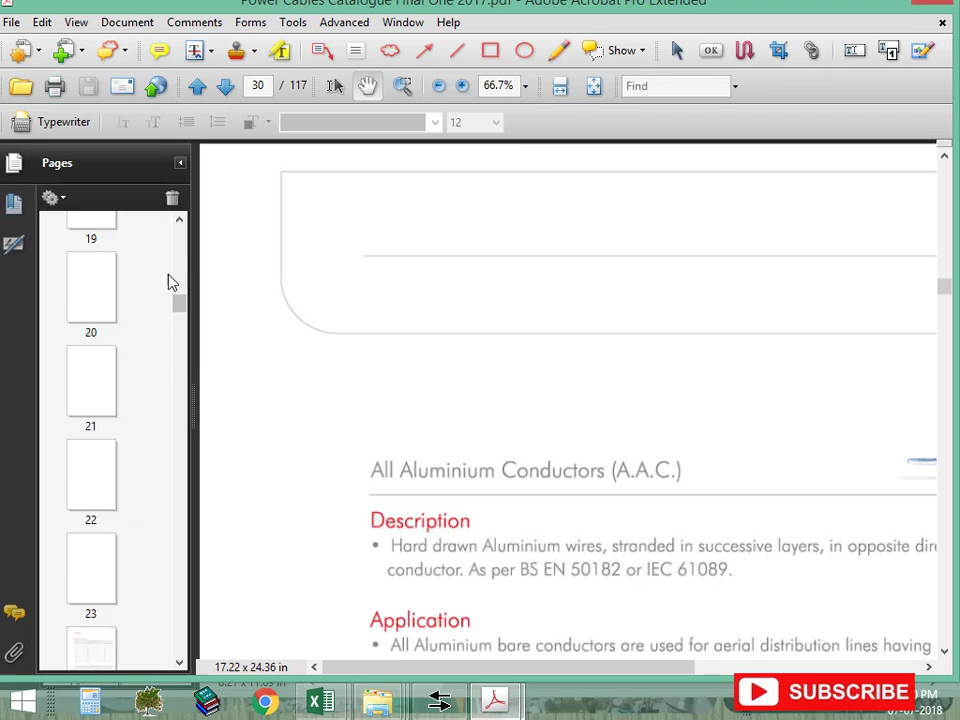 Power Cables Catalogue Final One 2017.pdf - Adobe Acrobat Pro Extended
File Edit View Document Comments Forms Tools Advanced Window Help
Show OK
30 / 117 66.7% Find
Typewriter 12
Pages
19
20
21
22
23
All Aluminium Conductors (A.A.C.)
Description
• Hard drawn Aluminium wires, stranded in successive layers, in opposite dire
conductor. As per BS EN 50182 or IEC 61089.
Application
• All Aluminium bare conductors are used for aerial distribution lines having
17.22 x 24.36 in
SUBSCRIBE
07-07-2018